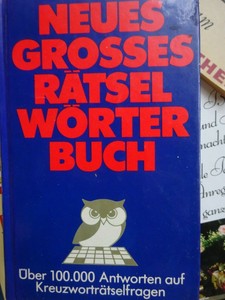 NEUES
GROSSES
RÄTSEL
WÖRTER
BUCH
Über 100.000 Antworten auf
Kreuzworträtselfragen